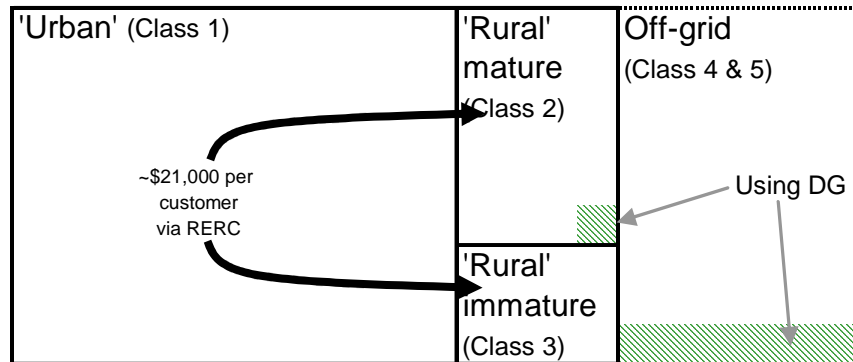 'Urban' (Class 1)
~$21,000 per
customer
via RERC
'Rural'
mature
(Class 2)
'Rural'
immature
(Class 3)
Off-grid
(Class 4 & 5)
Using DG